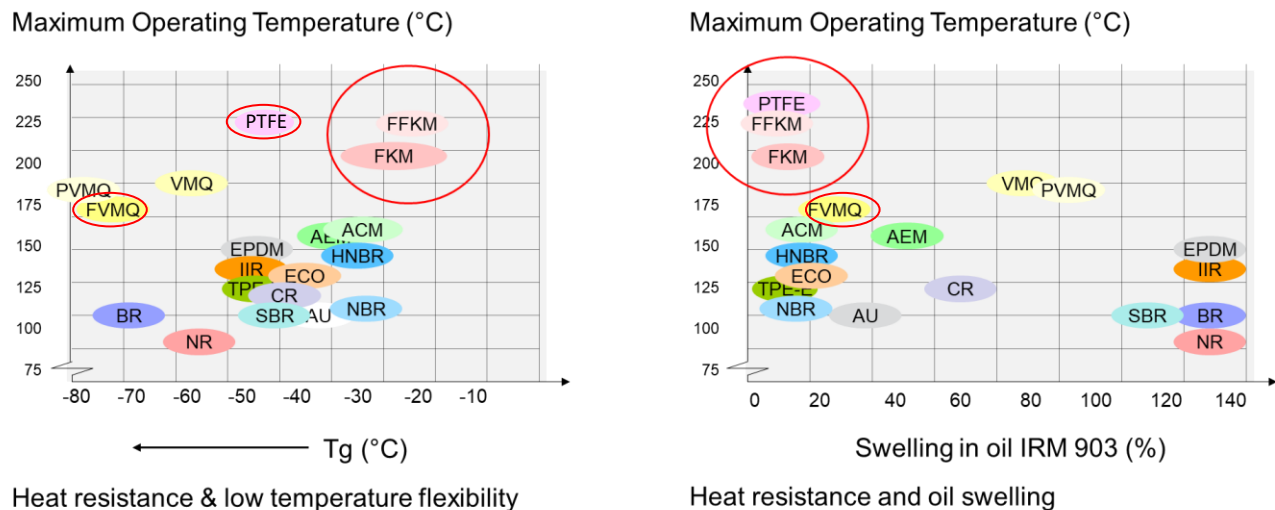 Maximum Operating Temperature (°C)
250
225
200
175
150
125
100
75
PTFE
FFKM
FKM
PVMQ
VMQ
FVMQ
AEM
ACM
EPDM
HNBR
IIR
ECO
TPE
CR
BR
SBR
AU
NBR
NR
-80 -70 -60 -50 -40 -30 -20 -10
Tg (°C)
Heat resistance & low temperature flexibility
Maximum Operating Temperature (°C)
250
225
200
175
150
125
100
75
PTFE
FFKM
FKM
VMQ
PVMQ
FVMQ
ACM
AEM
EPDM
HNBR
IIR
ECO
TPE-E
CR
NBR
AU
SBR
BR
NR
0 20 40 60 80 100 120 140
Swelling in oil IRM 903 (%)
Heat resistance and oil swelling